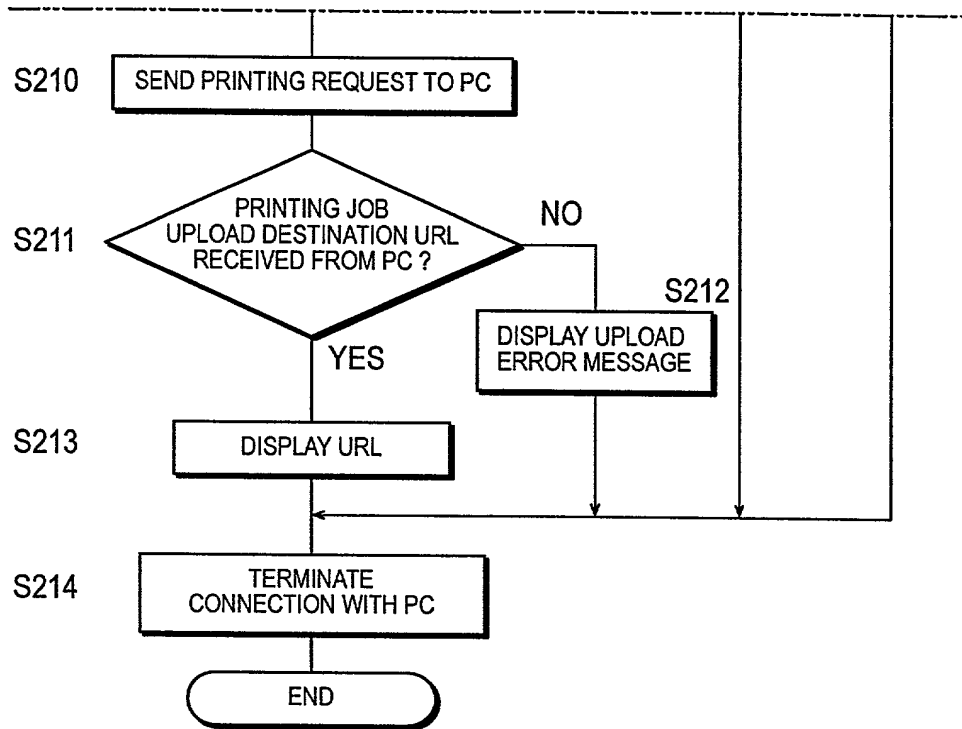 S210
SEND PRINTING REQUEST TO PC
S211
PRINTING JOB
UPLOAD DESTINATION URL
RECEIVED FROM PC ?
NO
S212
DISPLAY UPLOAD
ERROR MESSAGE
YES
S213
DISPLAY URL
S214
TERMINATE
CONNECTION WITH PC
END